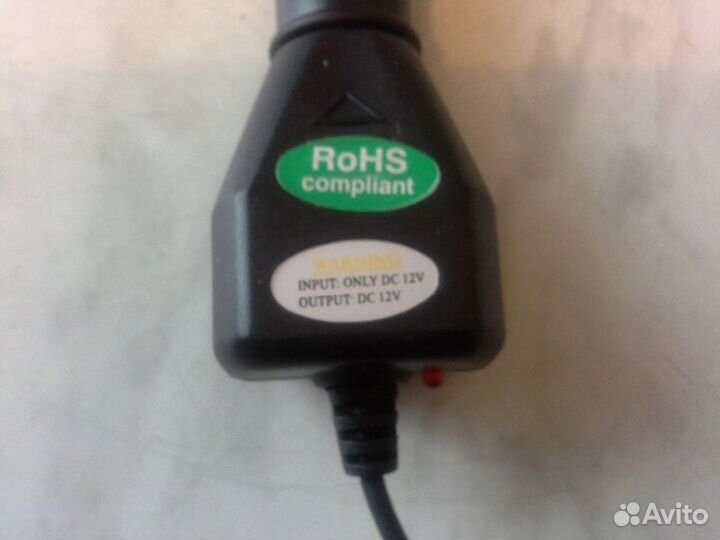 RoHS
compliant
WARNING
INPUT: ONLY DC 12V
OUTPUT: DC 12V
Avito